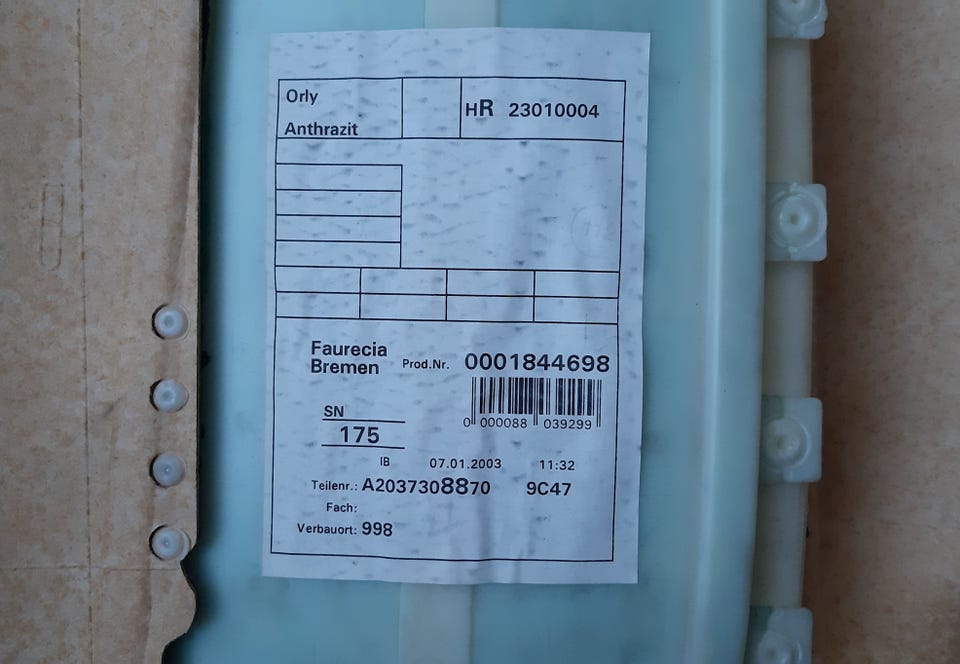 Orly
HR 23010004
Anthrazit
Faurecia
Bremen
Prod.Nr. 0001844698
0 000088 039299
SN
175
IB 07.01.2003 11:32
Teilenr.: A2037308870 9C47
Fach:
Verbauort: 998